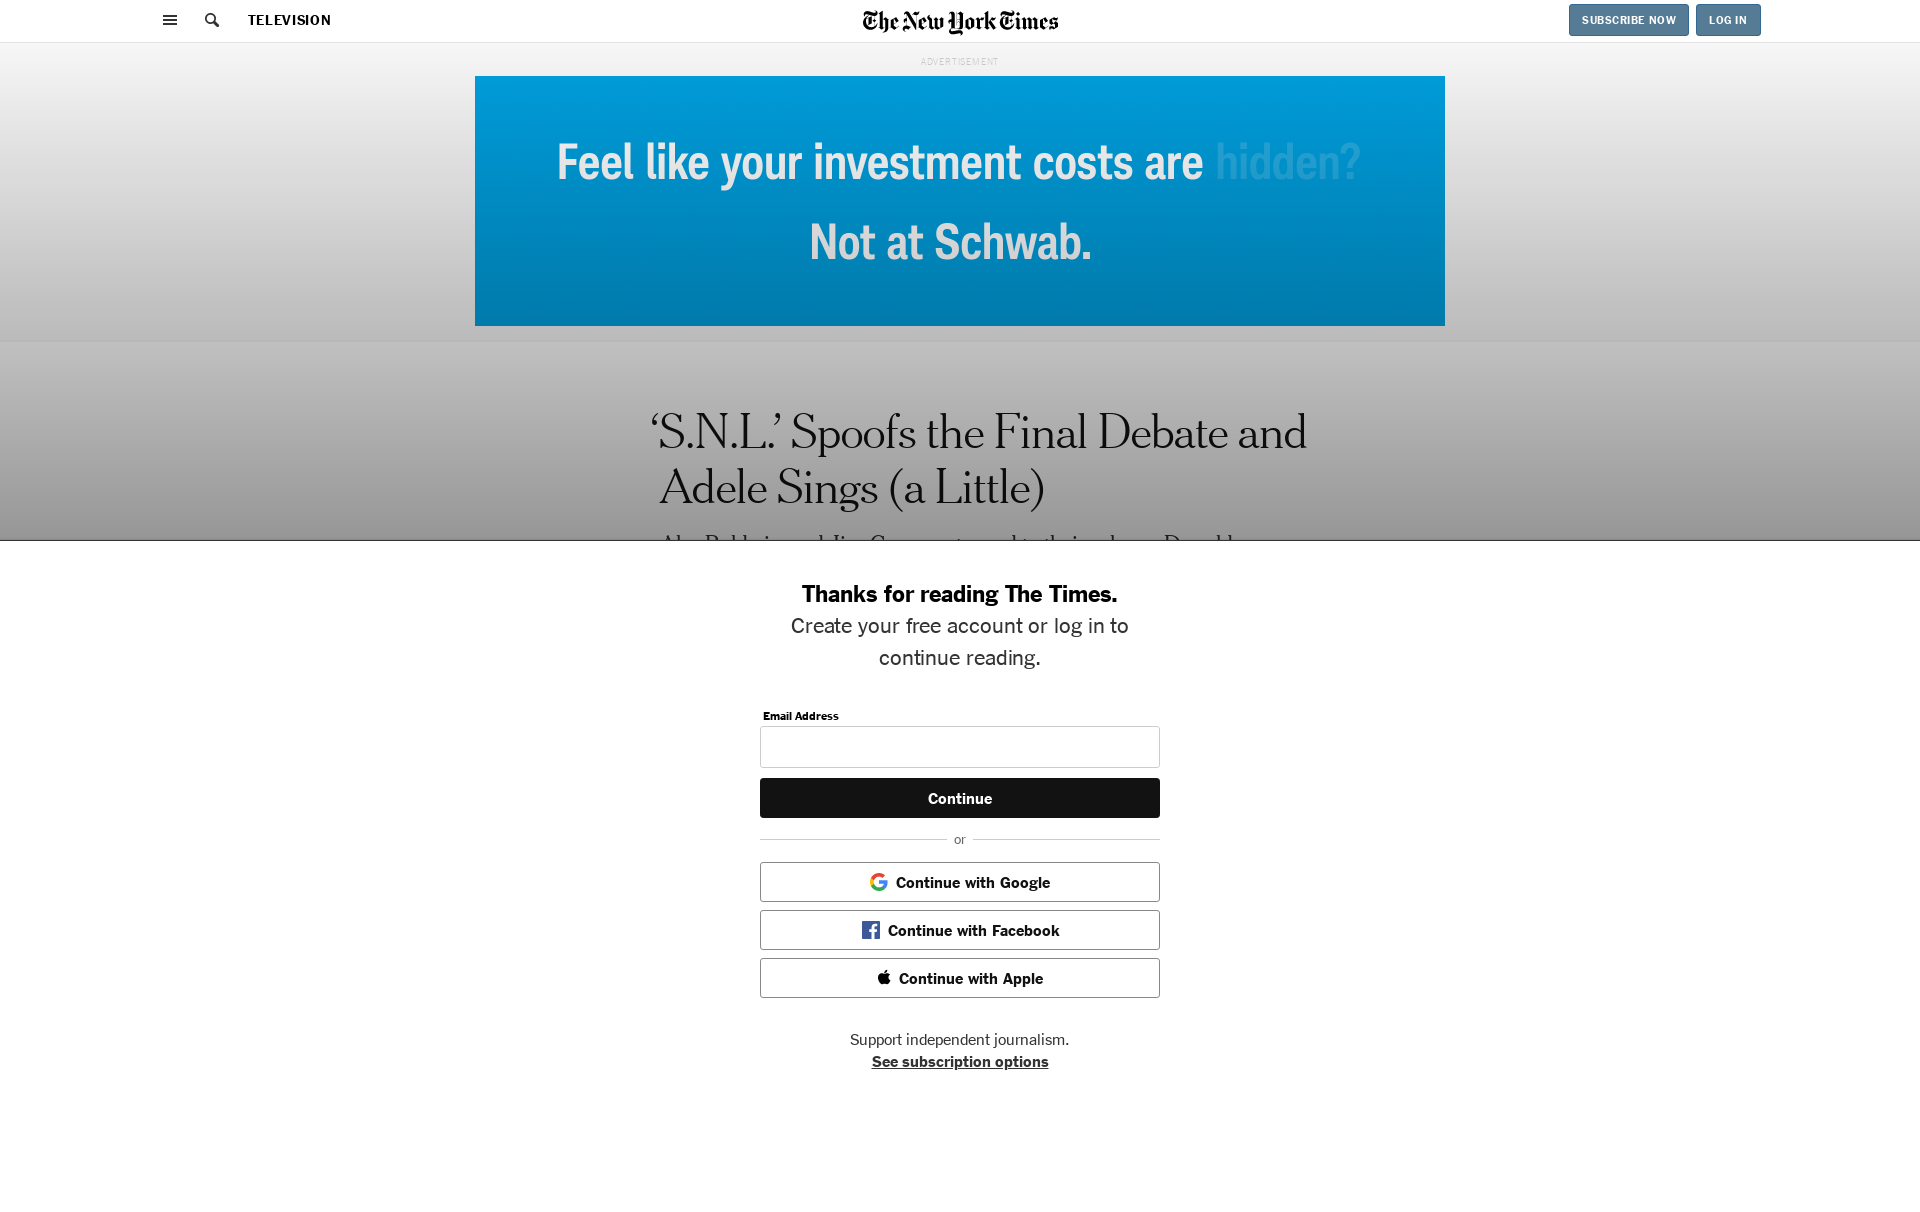 TELEVISION
The New York Times
SUBSCRIBE NOW
LOG IN
ADVERTISEMENT
Feel like your investment costs are hidden?
Not at Schwab.
‘S.N.L.’ Spoofs the Final Debate and
Adele Sings (a Little)
Thanks for reading The Times.
Create your free account or log in to
continue reading.
Email Address
Continue
or
Continue with Google
Continue with Facebook
Continue with Apple
Support independent journalism.
See subscription options